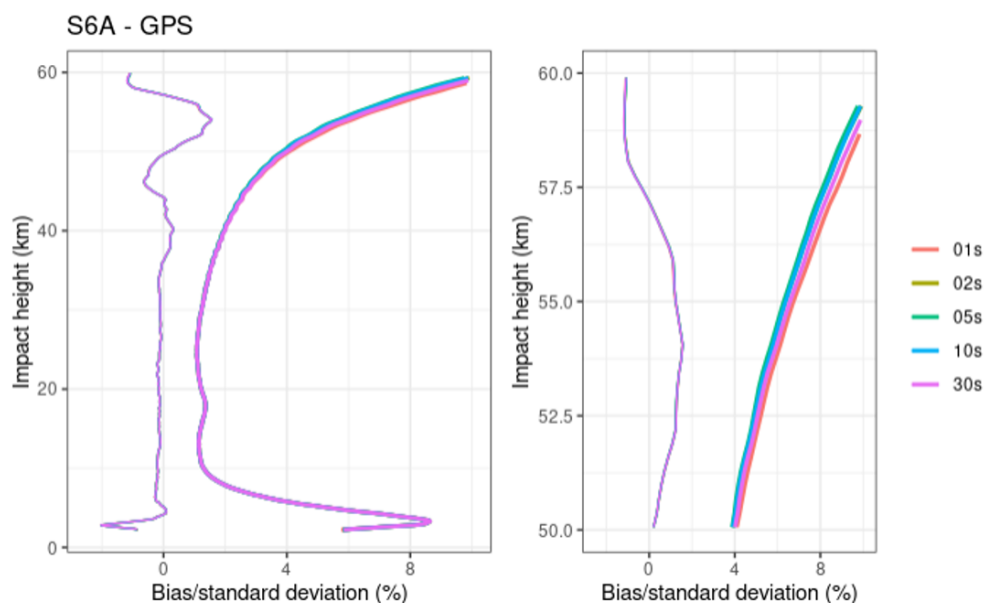 S6A - GPS
Impact height (km)
60
40
20
0
0 4 8
Bias/standard deviation (%)
Impact height (km)
60.0
57.5
55.0
52.5
50.0
0 4 8
Bias/standard deviation (%)
01s
02s
05s
10s
30s